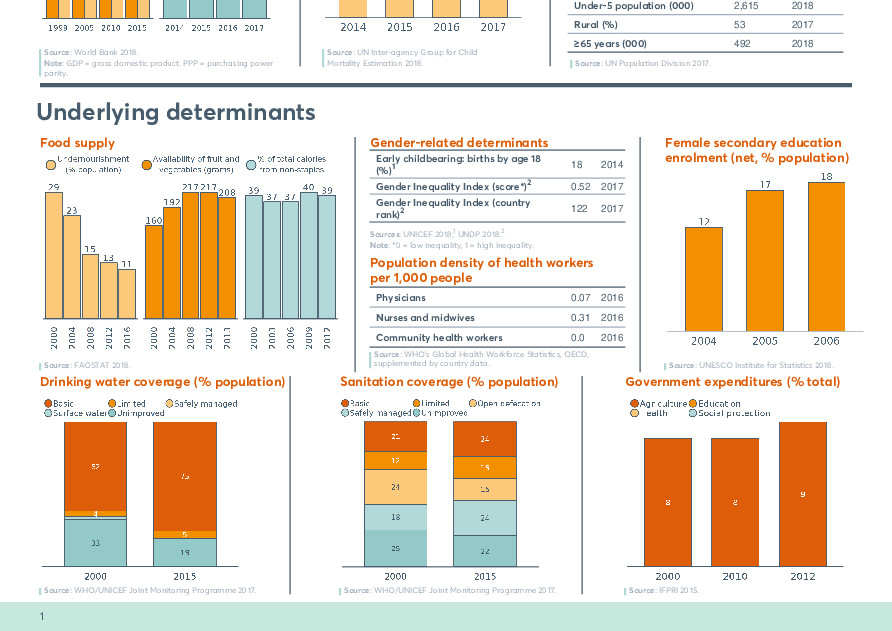 1999 2005 2010 2015
2014 2015 2016 2017
Source: World Bank 2018.
Note: GDP = gross domestic product. PPP = purchasing power
parity.
2014 2015 2016 2017
Source: UN Inter-agency Group for Child
Mortality Estimation 2018.
Under-5 population (000) 2,615 2018
Rural (%) 53 2017
≥65 years (000) 492 2018
Source: UN Population Division 2017.
Underlying determinants
Food supply
Undernourishment
(% population)
Availability of fruit and
vegetables (grams)
% of total calories
from non-staples
29 23 15 13 11
160 192 217 217 208
39 37 37 40 39
2000 2004 2008 2012 2016
2000 2004 2008 2012 2013
2000 2003 2006 2009 2012
Source: FAOSTAT 2018.
Gender-related determinants
Early childbearing: births by age 18
(%)1 18 2014
Gender Inequality Index (score*)2 0.52 2017
Gender Inequality Index (country
rank)2 122 2017
Sources: UNICEF 2018,1 UNDP 2018.2
Note: *0 = low inequality, 1 = high inequality.
Population density of health workers
per 1,000 people
Physicians 0.07 2016
Nurses and midwives 0.31 2016
Community health workers 0.0 2016
Source: WHO's Global Health Workforce Statistics, OECD,
supplemented by country data.
Female secondary education
enrolment (net, % population)
12 17 18
2004 2005 2006
Source: UNESCO Institute for Statistics 2018.
Drinking water coverage (% population)
Basic Limited Safely managed
Surface water Unimproved
62 4 33
75 5 19
2000 2015
Source: WHO/UNICEF Joint Monitoring Programme 2017.
Sanitation coverage (% population)
Basic Limited Open defecation
Safely managed Unimproved
21 12 24 18 25
24 15 15 24 22
2000 2015
Source: WHO/UNICEF Joint Monitoring Programme 2017.
Government expenditures (% total)
Agriculture Education
Health Social protection
8 8 9
2000 2010 2012
Source: IFPRI 2015.
1